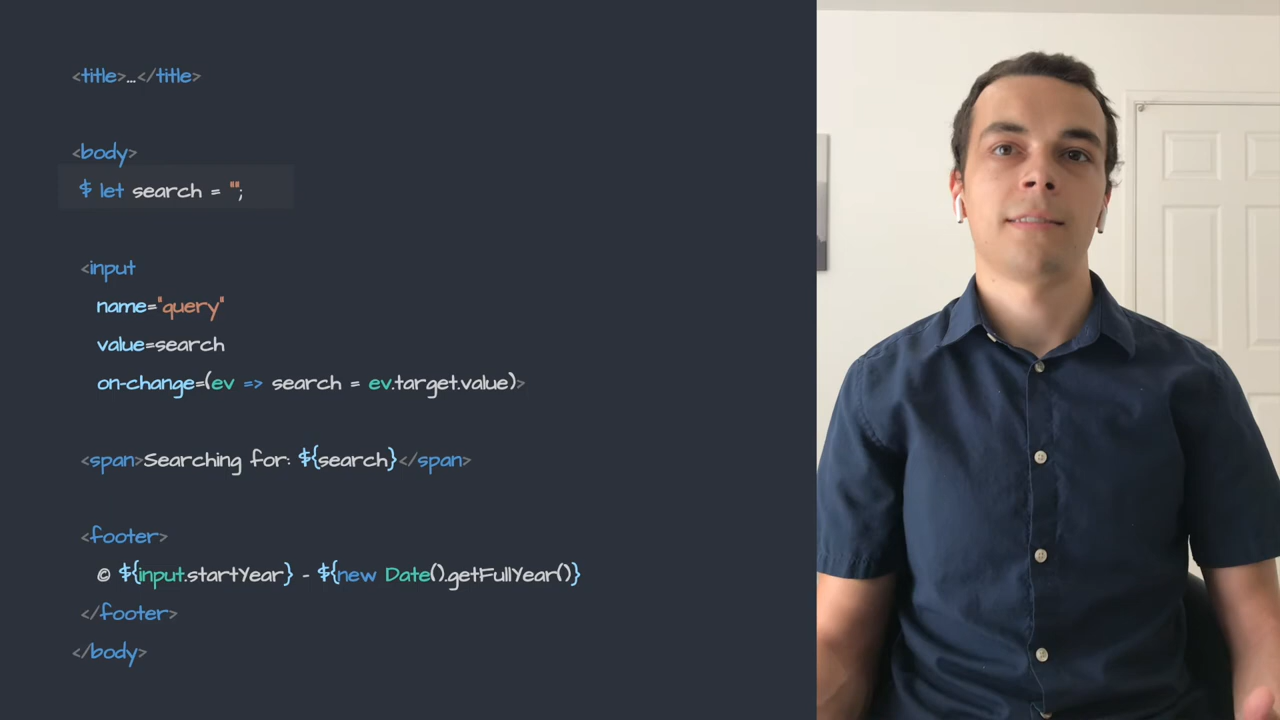 <title>…</title>
<body>
$ let search = "";
<input
name="query"
value=search
on-change=(ev => search = ev.target.value)>
<span>Searching for: ${search}</span>
<footer>
© ${input.startYear} - ${new Date().getFullYear()}
</footer>
</body>